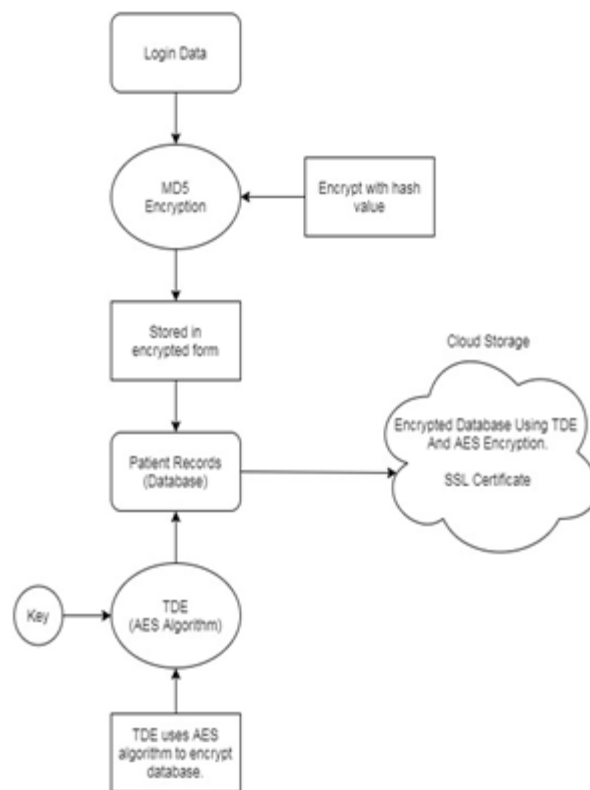 Login Data
MD5
Encryption
Encrypt with hash
value
Stored in
encrypted form
Cloud Storage
Encrypted Database Using TDE
And AES Encryption.
SSL Certificate
Patient Records
(Database)
Key
TDE
(AES Algorithm)
TDE uses AES
algorithm to encrypt
database.